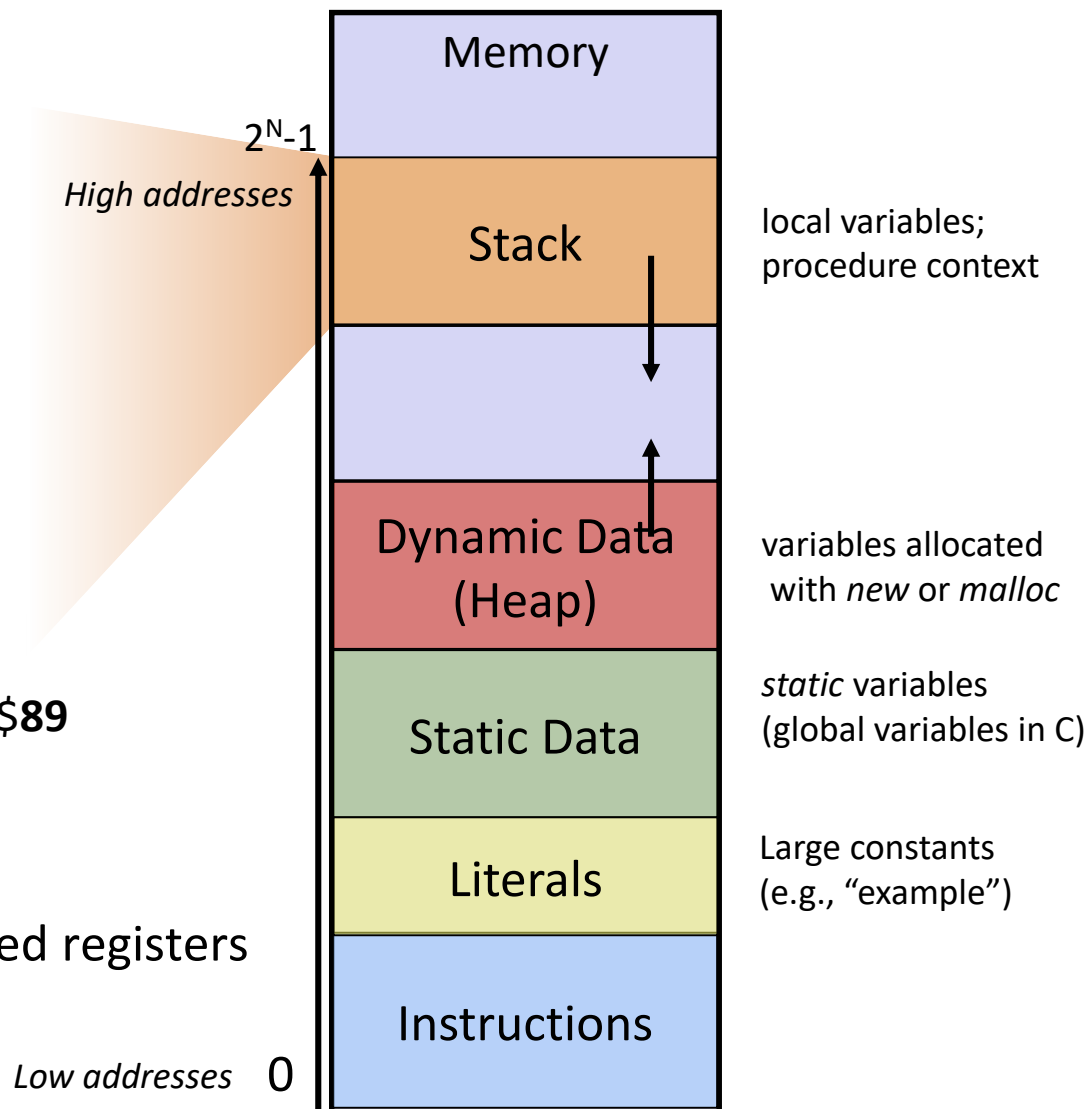 Memory
2^N-1
High addresses
Stack
local variables;
procedure context
Dynamic Data
(Heap)
variables allocated
with new or malloc
$89
Static Data
static variables
(global variables in C)
Literals
Large constants
(e.g., “example”)
ed registers
Instructions
Low addresses 0